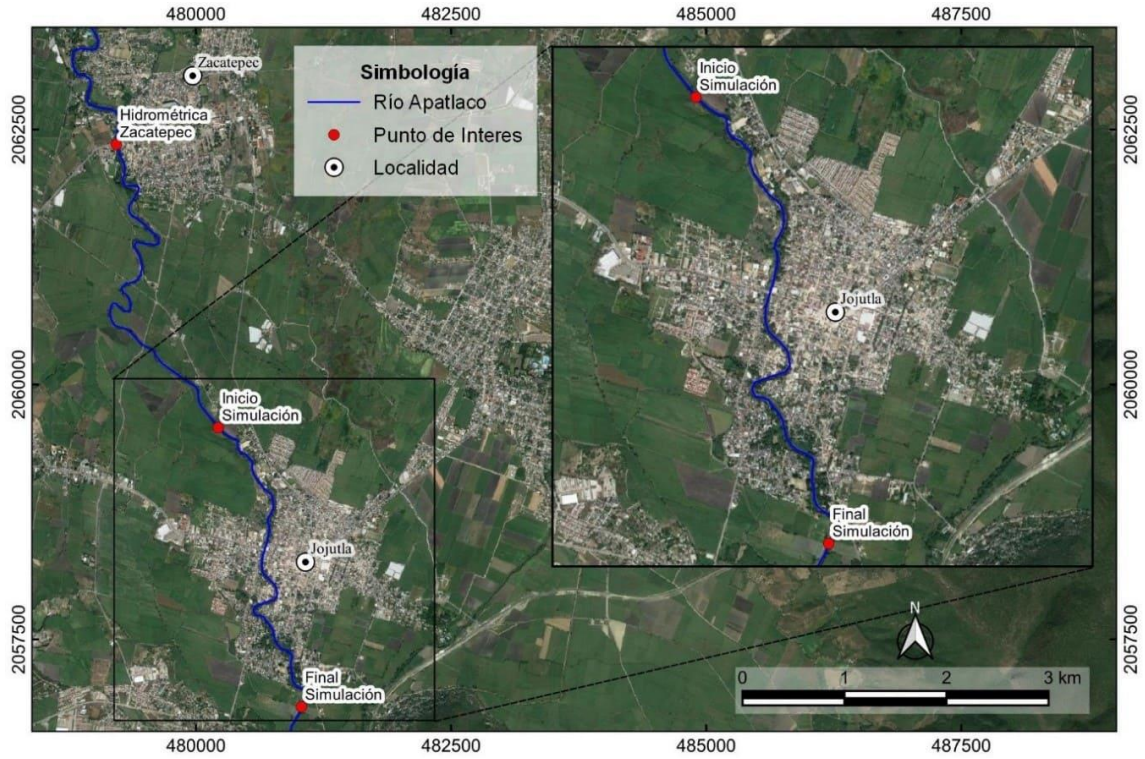 480000
482500
485000
487500
2062500
2060000
2057500
Zacatepec
Hidrométrica
Zacatepec
Simbología
Río Apatlaco
Punto de Interes
Localidad
Inicio
Simulación
Jojutla
Final
Simulación
Inicio
Simulación
Jojutla
Final
Simulación
N
0
1
2
3 km
2062500
2060000
2057500
480000
482500
485000
487500